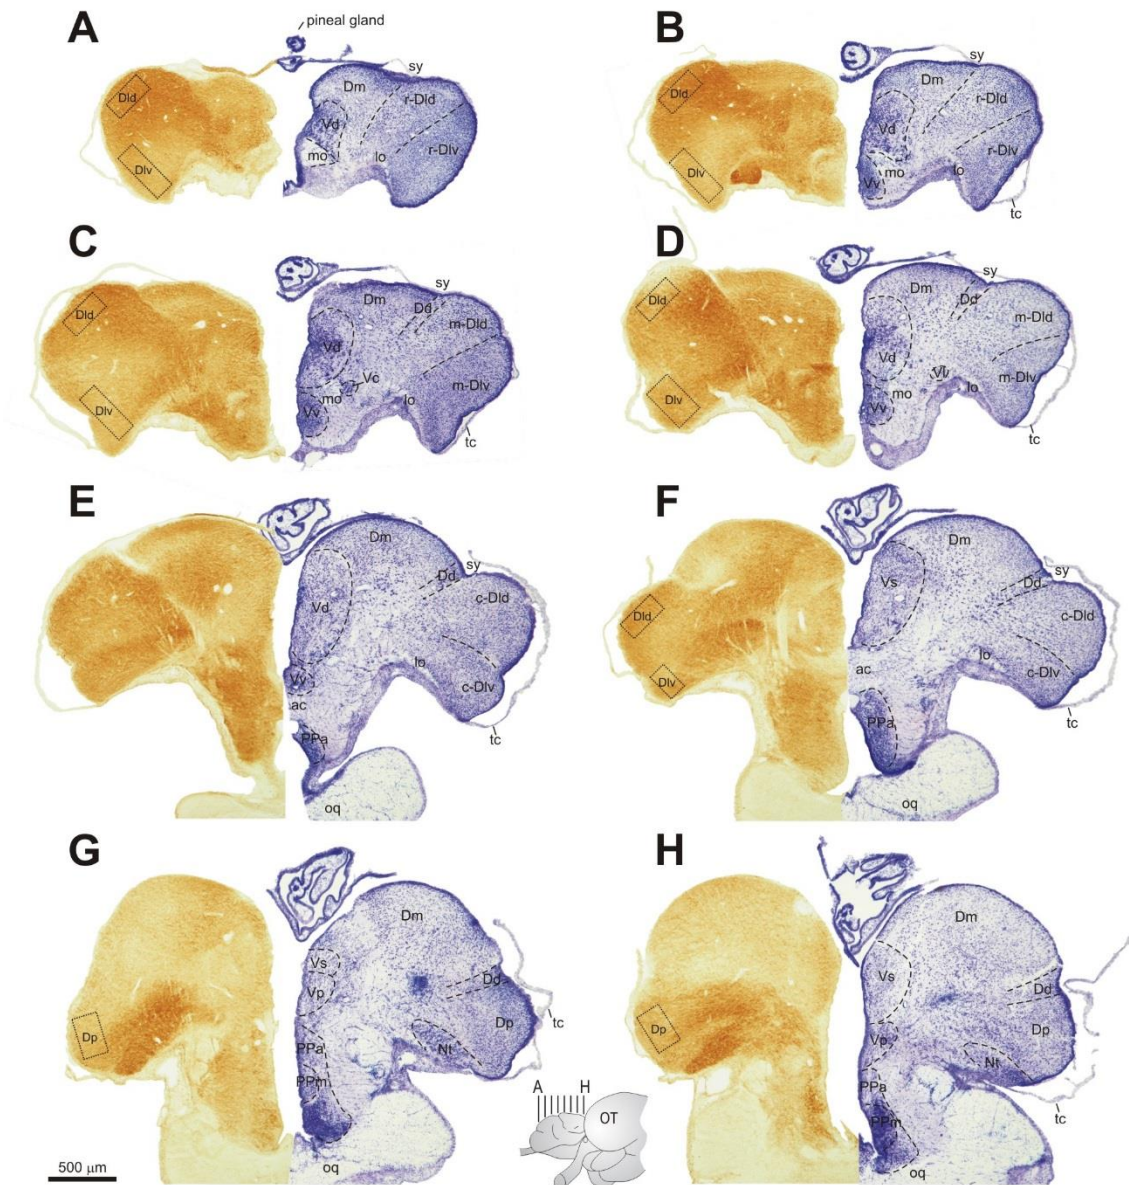 A
pineal gland
Dld
Dlv
Dm
sy
r-Dld
Vd
r-Dlv
mo
lo
B
Dld
Dlv
Dm
sy
r-Dld
Vd
r-Dlv
mo
lo
Vv
tc
C
Dld
Dlv
sy
Dm
Dd
m-Dld
Vd
Vc
m-Dlv
mo
lo
Vv
tc
D
Dld
Dlv
sy
Dm
Dd
m-Dld
Vd
Vl
m-Dlv
lo
mo
Vv
tc
E
Dm
sy
Dd
c-Dld
Vd
lo
Vv
c-Dlv
ac
PPa
tc
oq
F
Dld
Dlv
Dm
sy
Dd
Vs
c-Dld
lo
ac
c-Dlv
PPa
tc
oq
G
Dp
Dm
Vs
Dd
Vp
tc
Dp
PPa
Nt
PPm
oq
500 µm
A H
OT
H
Dp
Dm
Vs
Dd
Dp
Vp
Nt
PPa
tc
PPm
oq